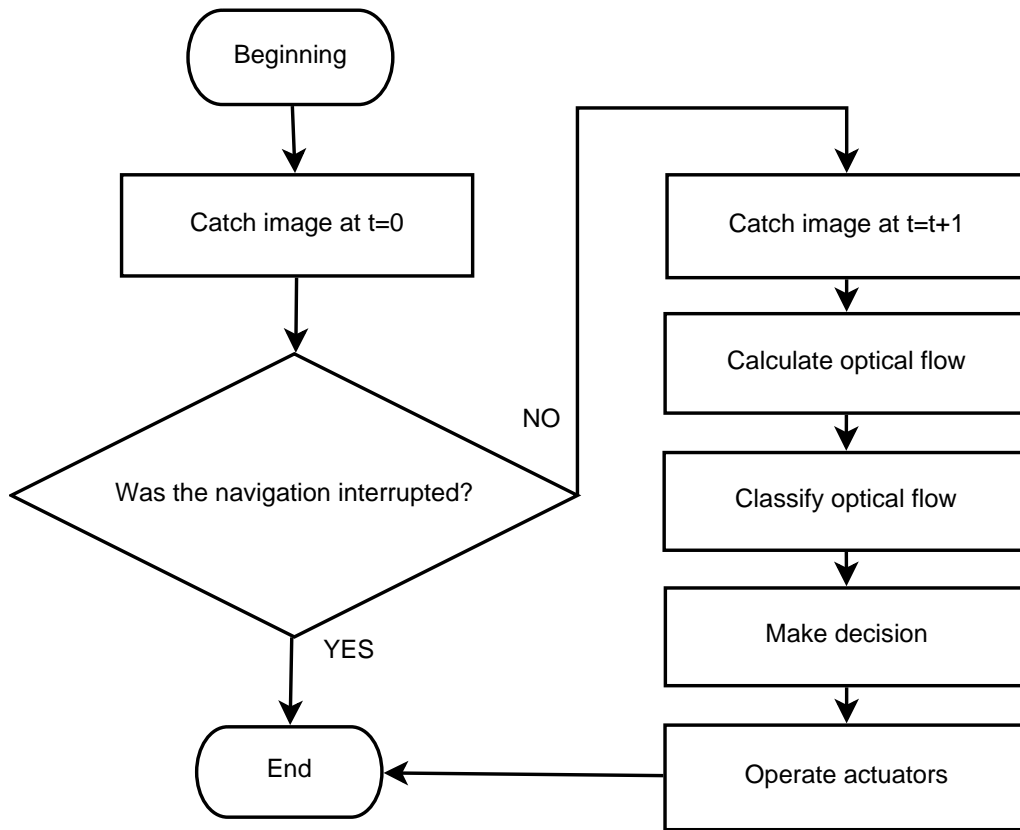 Beginning
Catch image at t=0
Was the navigation interrupted?
NO
YES
End
Catch image at t=t+1
Calculate optical flow
Classify optical flow
Make decision
Operate actuators